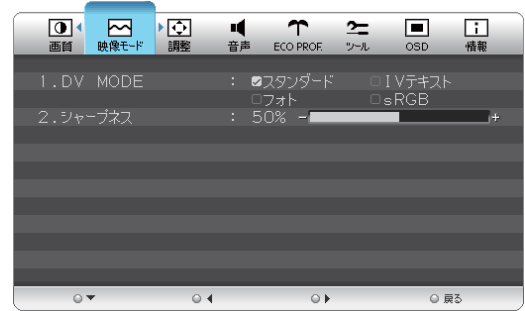 画質 映像モード 調整 音声 ECO PROF. ツール OSD 情報
1.DV MODE : スタンダード IVテキスト
フォト sRGB
2.シャープネス : 50% - +
戻る